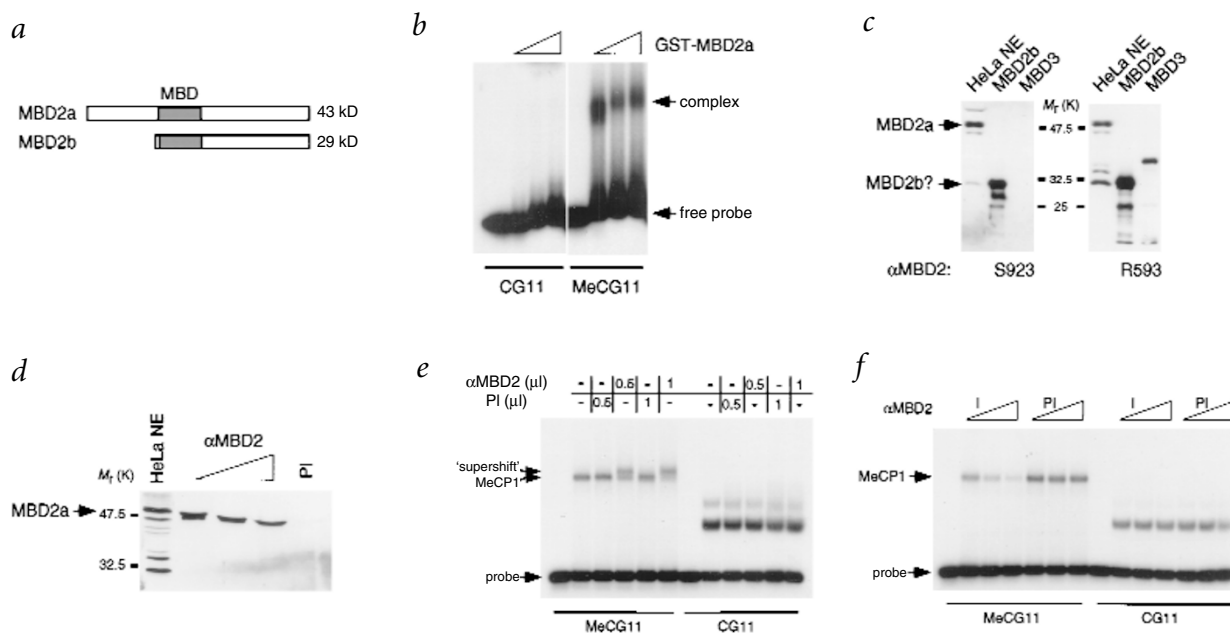 a
MBD
MBD2a 43 kD
MBD2b 29 kD
b
GST-MBD2a
complex
free probe
CG11 MeCG11
c
HeLa NE MBD2b MBD3 HeLa NE MBD2b MBD3
Mr (K)
MBD2a 47.5
MBD2b? 32.5
25
αMBD2: S923 R593
d
HeLa NE αMBD2 PI
Mr (K)
MBD2a 47.5
32.5
e
αMBD2 (µl) - - 0.5 - 1 - - 0.5 - 1
PI (µl) - 0.5 - 1 - - 0.5 - 1 -
'supershift'
MeCP1
probe
MeCG11 CG11
f
αMBD2 I PI I PI
MeCP1
probe
MeCG11 CG11